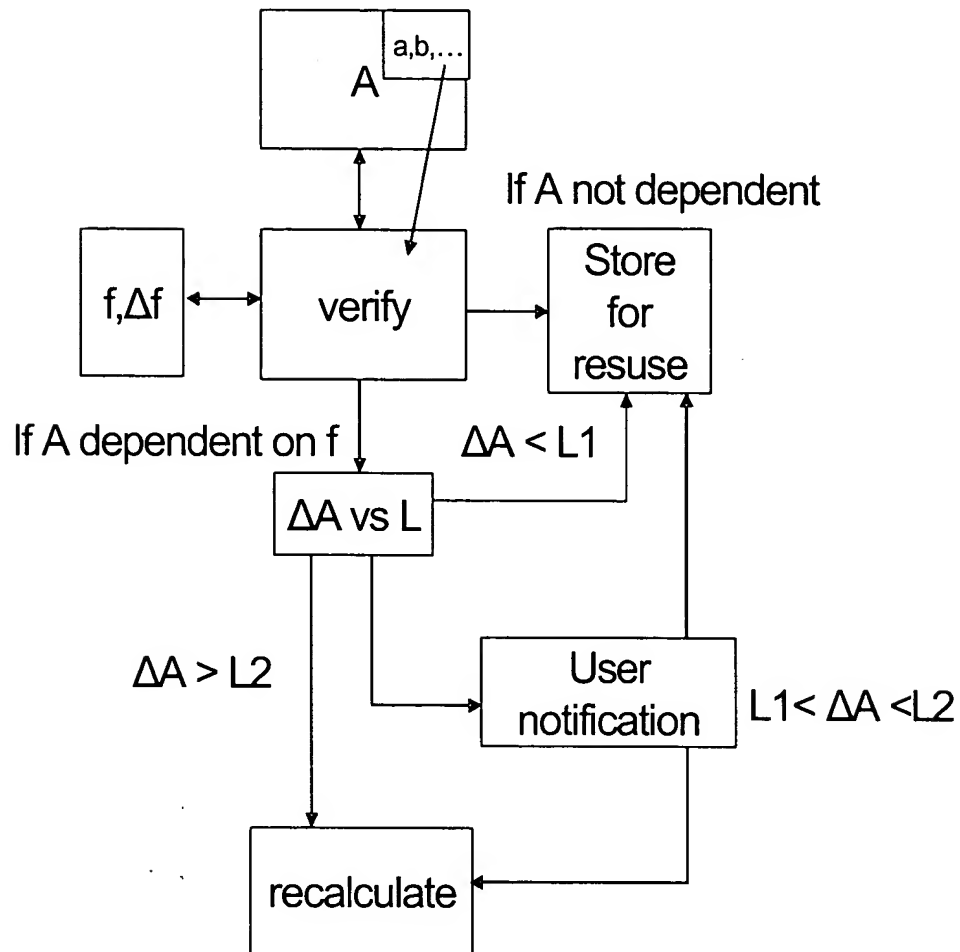 a,b,...
A
If A not dependent
f,Δf
verify
Store
for
resuse
If A dependent on f
ΔA < L1
ΔA vs L
ΔA > L2
User
notification
L1< ΔA <L2
recalculate